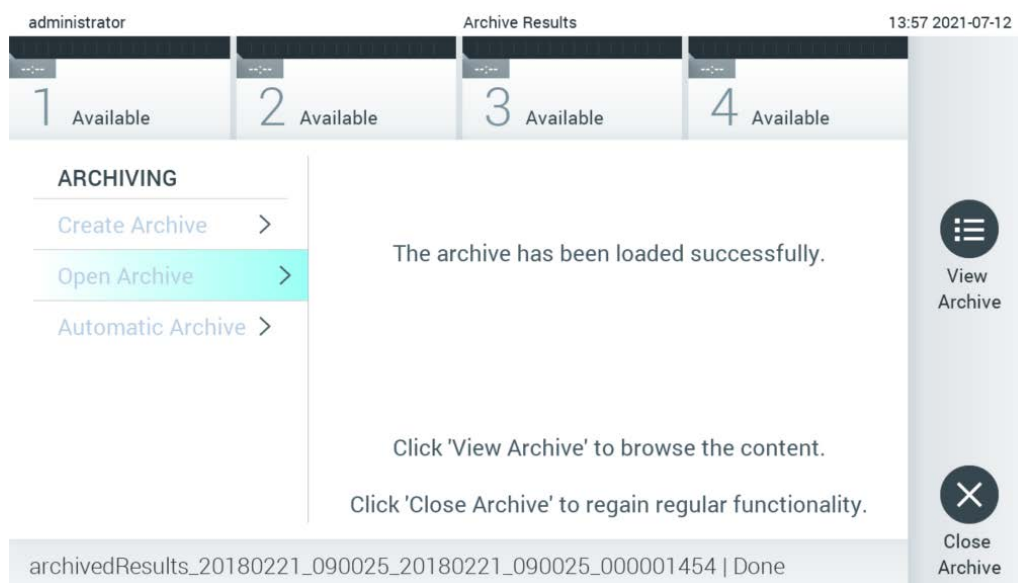 administrator Archive Results 13:57 2021-07-12
--:-- --:-- --:-- --:--
1 Available 2 Available 3 Available 4 Available
ARCHIVING
Create Archive
Open Archive
Automatic Archive
The archive has been loaded successfully.
Click 'View Archive' to browse the content.
Click 'Close Archive' to regain regular functionality.
View
Archive
Close
Archive
archivedResults_20180221_090025_20180221_090025_000001454 | Done